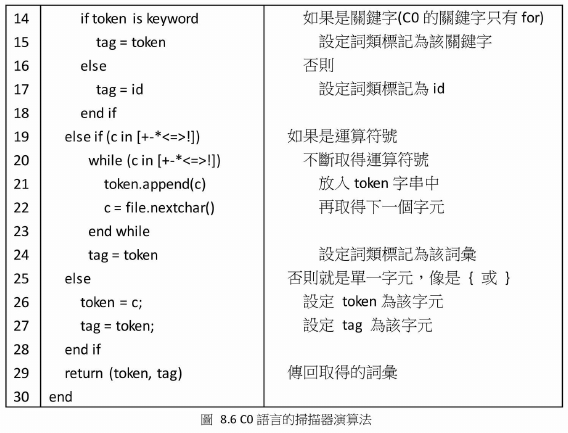 14 if token is keyword 如果是關鍵字(C0 的關鍵字只有 for)
15 tag = token 設定詞類標記為該關鍵字
16 else 否則
17 tag = id 設定詞類標記為 id
18 end if
19 else if (c in [+-*<=>!]) 如果是運算符號
20 while (c in [+-*<=>!]) 不斷取得運算符號
21 token.append(c) 放入 token 字串中
22 c = file.nextchar() 再取得下一個字元
23 end while
24 tag = token 設定詞類標記為該詞彙
25 else 否則就是單一字元，像是 { 或 }
26 token = c; 設定 token 為該字元
27 tag = token; 設定 tag 為該字元
28 end if
29 return (token, tag) 傳回取得的詞彙
30 end
圖 8.6 C0 語言的掃描器演算法